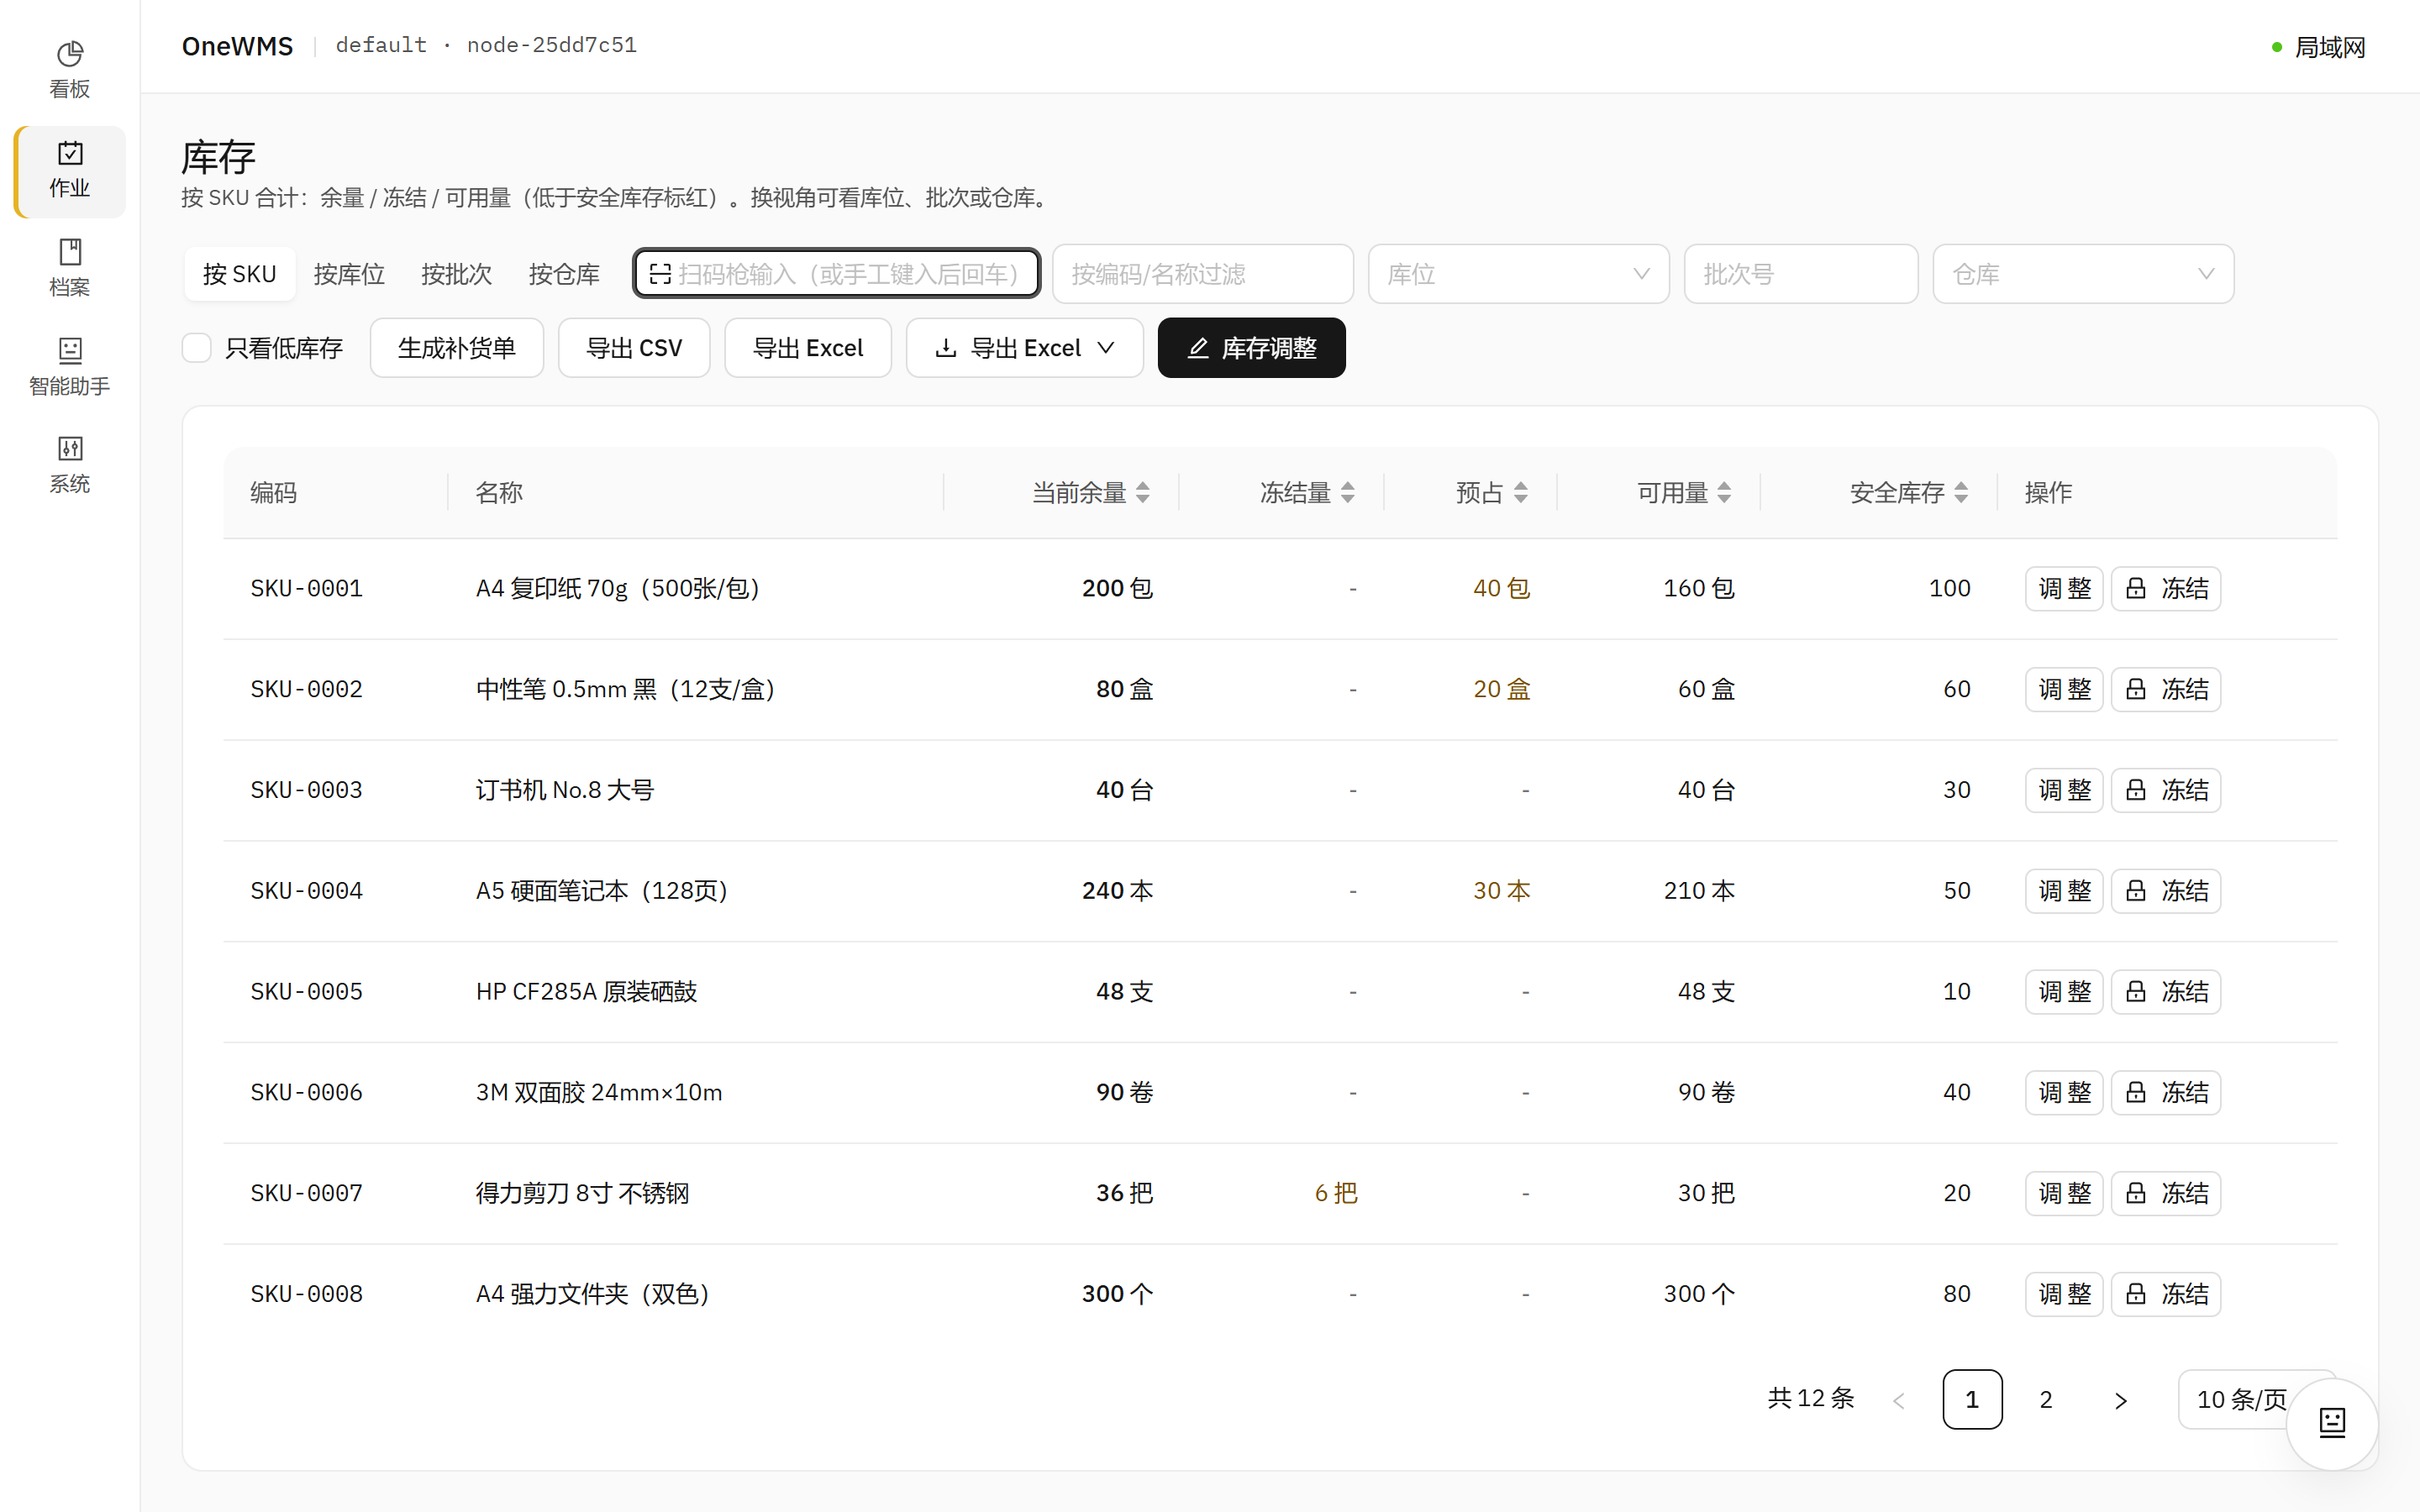 OneWMS default · node-25dd7c51 局域网
看板
作业
档案
智能助手
系统
库存
按 SKU 合计：余量 / 冻结 / 可用量（低于安全库存标红）。换视角可看库位、批次或仓库。
按 SKU 按库位 按批次 按仓库 扫码枪输入（或手工键入后回车） 按编码/名称过滤 库位 批次号 仓库
只看低库存 生成补货单 导出 CSV 导出 Excel 导出 Excel 库存调整
编码 名称 当前余量 冻结量 预占 可用量 安全库存 操作
SKU-0001 A4 复印纸 70g（500张/包） 200 包 - 40 包 160 包 100 调 整 冻结
SKU-0002 中性笔 0.5mm 黑（12支/盒） 80 盒 - 20 盒 60 盒 60 调 整 冻结
SKU-0003 订书机 No.8 大号 40 台 - - 40 台 30 调 整 冻结
SKU-0004 A5 硬面笔记本（128页） 240 本 - 30 本 210 本 50 调 整 冻结
SKU-0005 HP CF285A 原装硒鼓 48 支 - - 48 支 10 调 整 冻结
SKU-0006 3M 双面胶 24mm×10m 90 卷 - - 90 卷 40 调 整 冻结
SKU-0007 得力剪刀 8寸 不锈钢 36 把 6 把 - 30 把 20 调 整 冻结
SKU-0008 A4 强力文件夹（双色） 300 个 - - 300 个 80 调 整 冻结
共 12 条 < 1 2 > 10 条/页